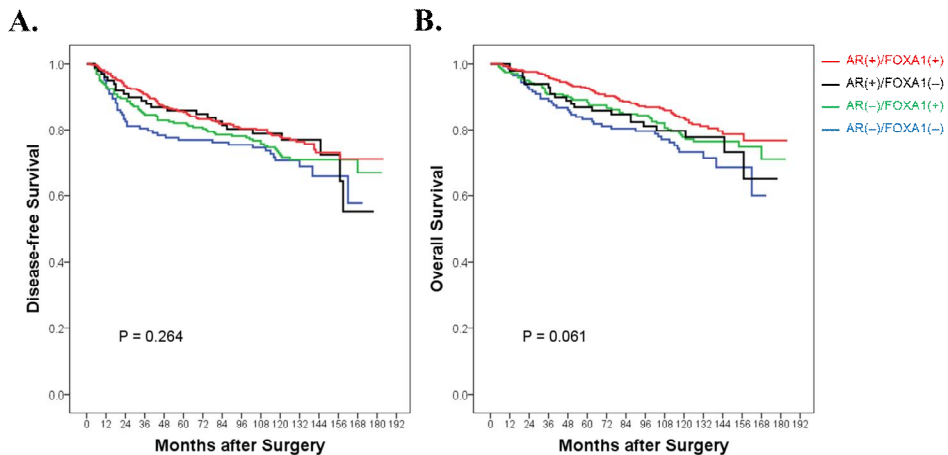 A.
Disease-free Survival
1.0
0.8
0.6
0.4
0.2
0.0
P = 0.264
0 12 24 36 48 60 72 84 96 108 120 132 144 156 168 180 192
Months after Surgery
B.
Overall Survival
1.0
0.8
0.6
0.4
0.2
0.0
P = 0.061
0 12 24 36 48 60 72 84 96 108 120 132 144 156 168 180 192
Months after Surgery
AR(+)/FOXA1(+)
AR(+)/FOXA1(–)
AR(–)/FOXA1(+)
AR(–)/FOXA1(–)